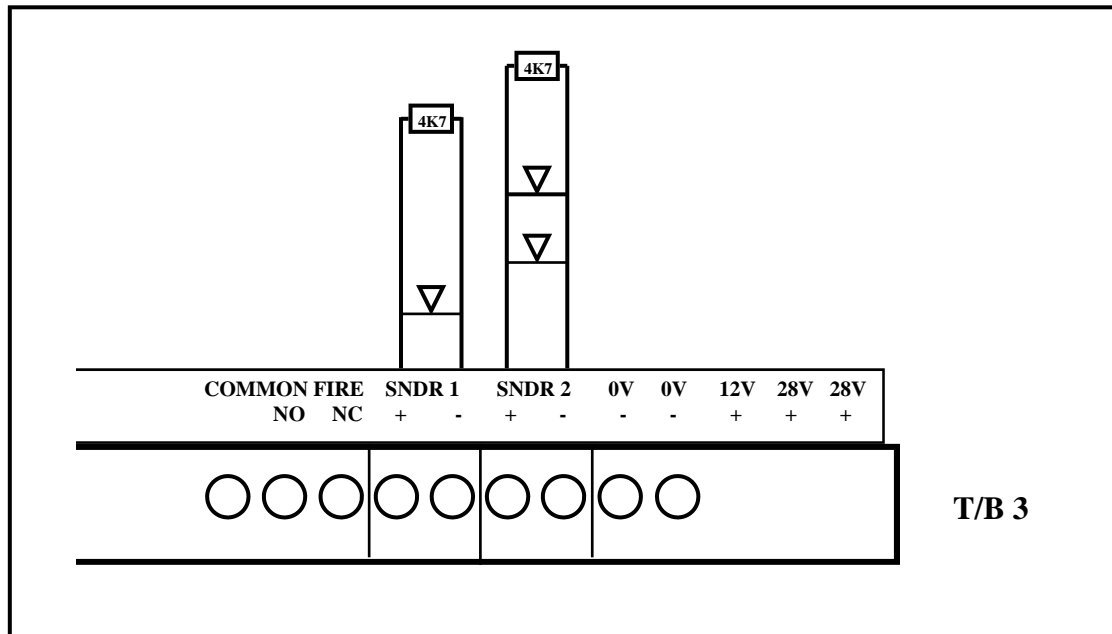 4K7
4K7
COMMON FIRE SNDR 1 SNDR 2 0V 0V 12V 28V 28V
NO NC + - + - - - + + +
T/B 3